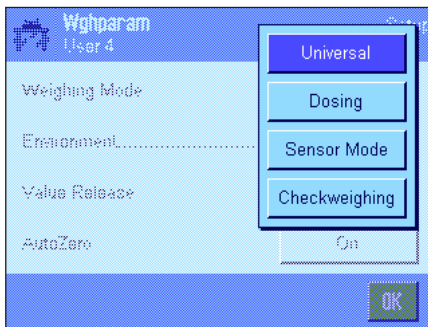 Wghparam
User 4
Weighing Mode
Environment
Value Release
AutoZero
Universal
Dosing
Sensor Mode
Checkweighing
On
OK